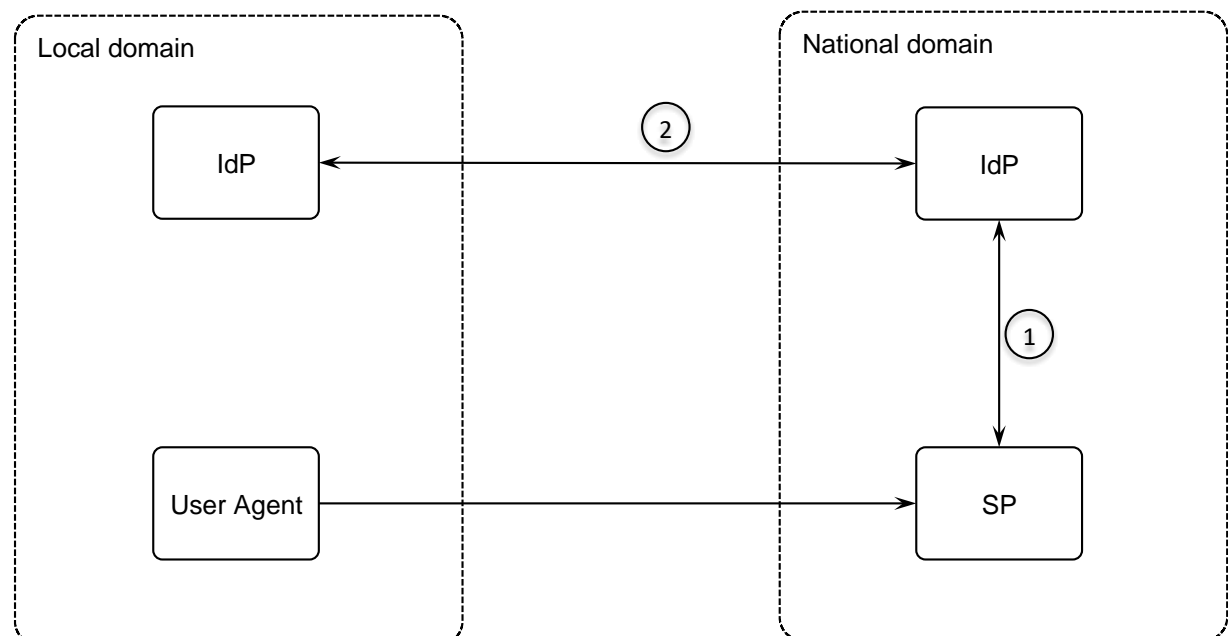 Local domain
National domain
IdP
2
IdP
1
User Agent
SP